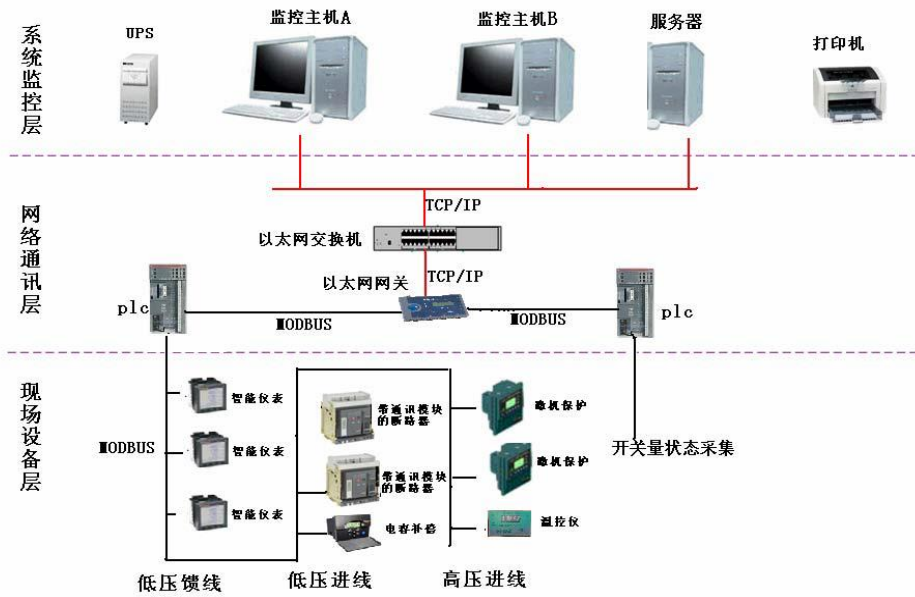 系统监控层
UPS
监控主机A
监控主机B
服务器
打印机
网络通讯层
TCP/IP
以太网交换机
TCP/IP
以太网网关
plc
MODBUS
MODBUS
plc
现场设备层
MODBUS
智能仪表
智能仪表
智能仪表
带通讯模块
的断路器
带通讯模块
的断路器
电容补偿
微机保护
微机保护
温控仪
开关量状态采集
低压馈线
低压进线
高压进线